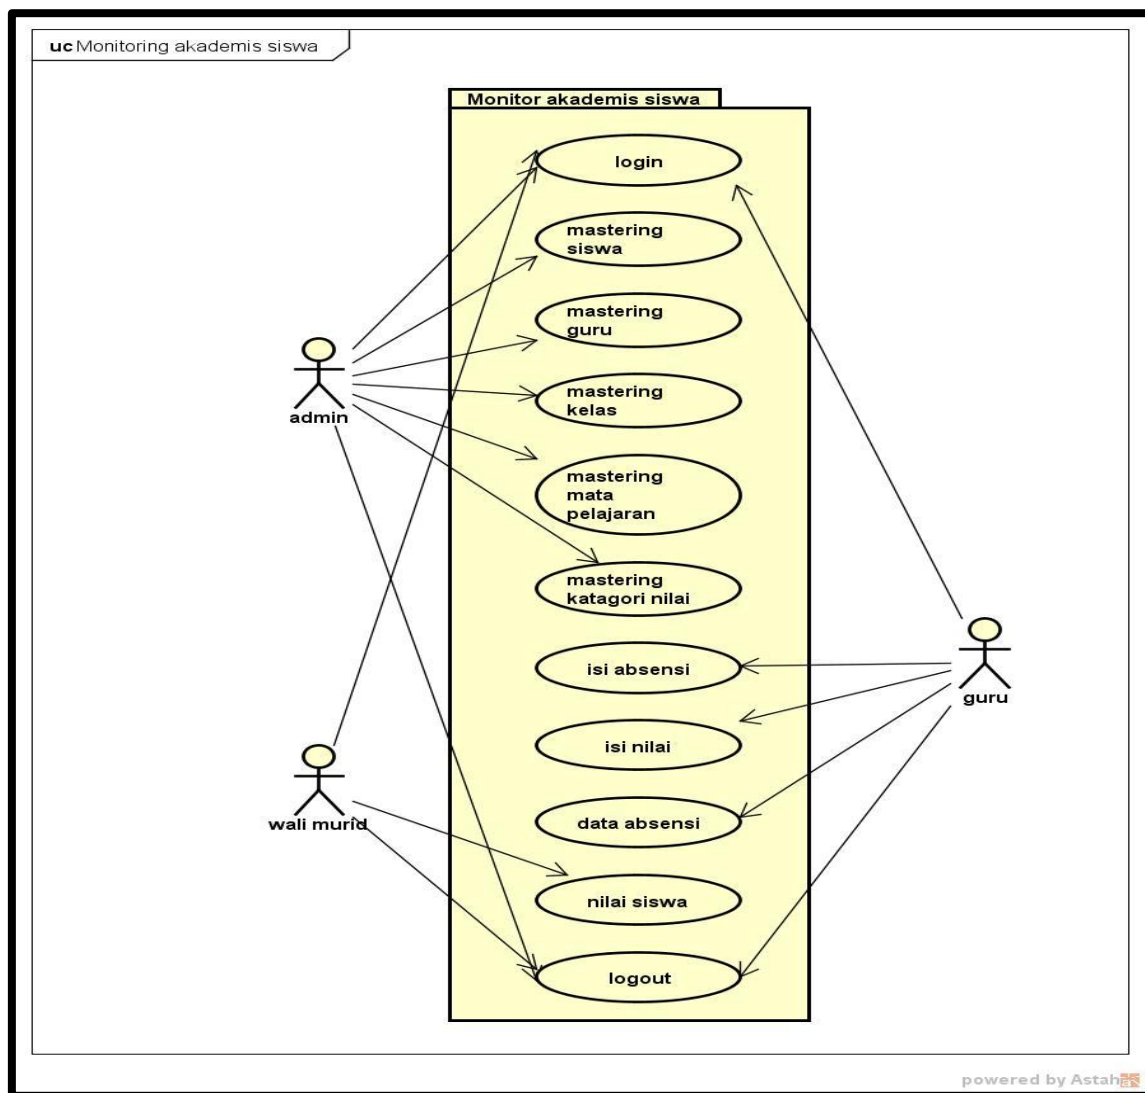 uc Monitoring akademis siswa
Monitor akademis siswa
login
mastering
siswa
mastering
guru
mastering
kelas
admin
mastering
mata
pelajaran
mastering
katagori nilai
isi absensi
guru
isi nilai
wali murid
data absensi
nilai siswa
logout
powered by Astah